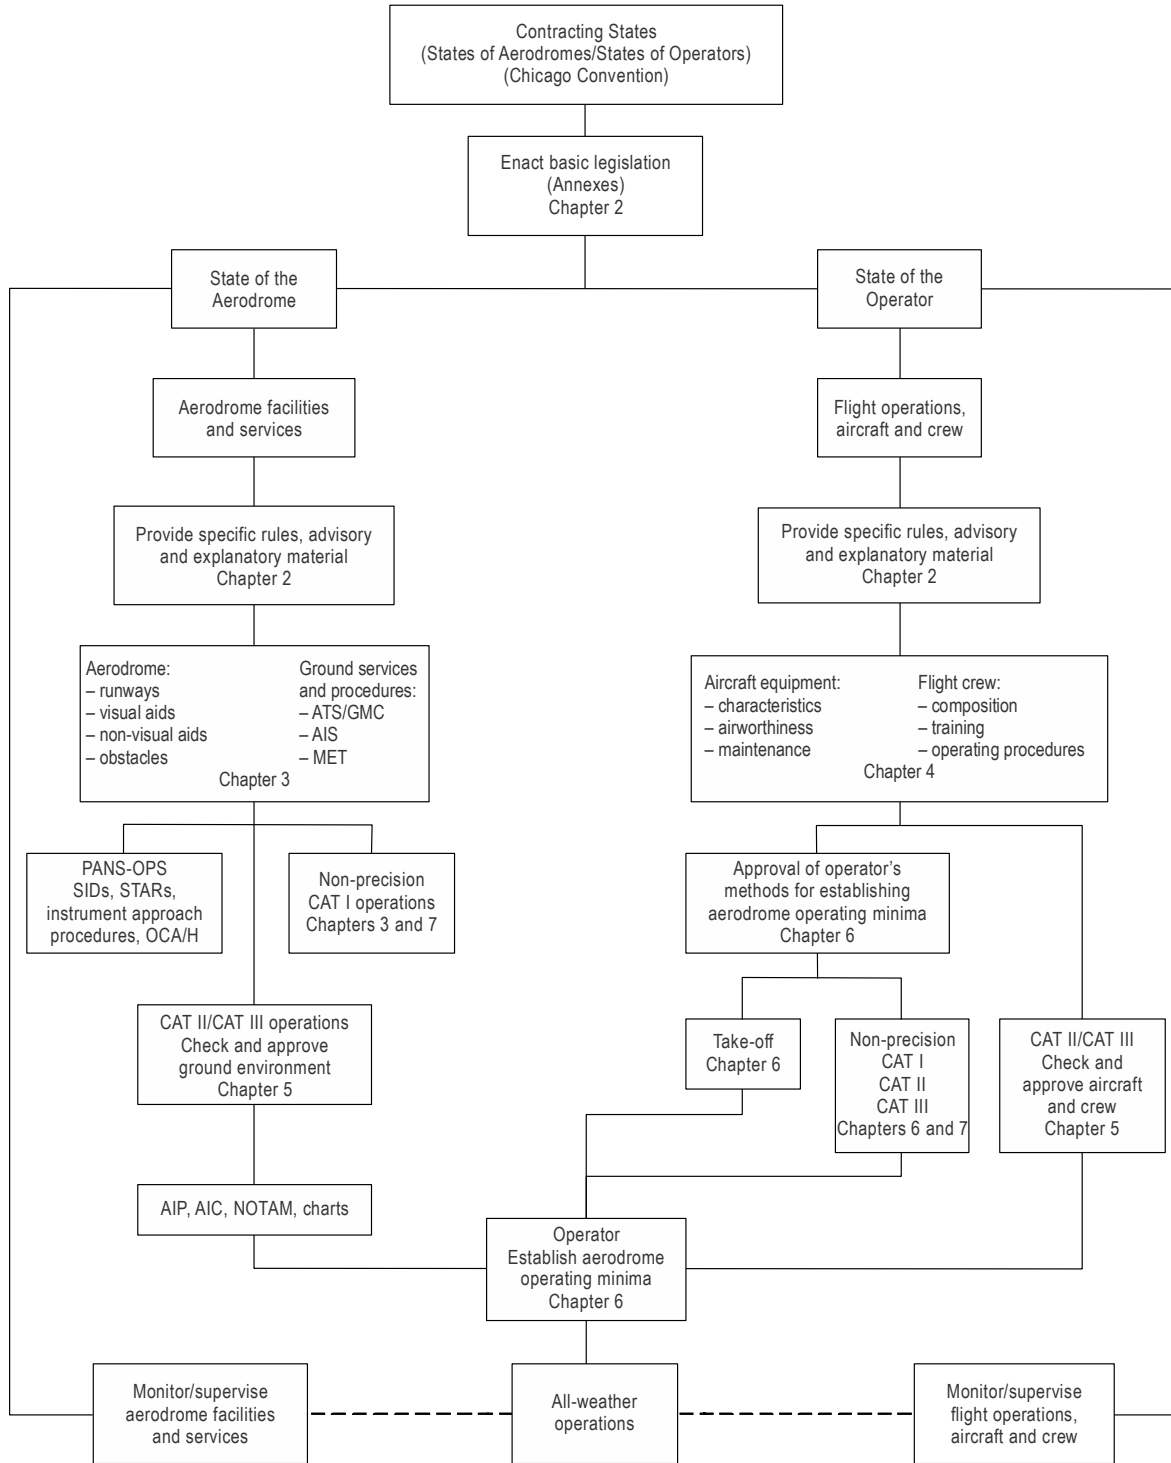 Contracting States
(States of Aerodromes/States of Operators)
(Chicago Convention)
Enact basic legislation
(Annexes)
Chapter 2
State of the
Aerodrome
State of the
Operator
Aerodrome facilities
and services
Flight operations,
aircraft and crew
Provide specific rules, advisory
and explanatory material
Chapter 2
Provide specific rules, advisory
and explanatory material
Chapter 2
Aerodrome:
– runways
– visual aids
– non-visual aids
– obstacles
Ground services
and procedures:
– ATS/GMC
– AIS
– MET
Chapter 3
Aircraft equipment:
– characteristics
– airworthiness
– maintenance
Flight crew:
– composition
– training
– operating procedures
Chapter 4
PANS-OPS
SIDs, STARs,
instrument approach
procedures, OCA/H
Non-precision
CAT I operations
Chapters 3 and 7
Approval of operator’s
methods for establishing
aerodrome operating minima
Chapter 6
CAT II/CAT III operations
Check and approve
ground environment
Chapter 5
Take-off
Chapter 6
Non-precision
CAT I
CAT II
CAT III
Chapters 6 and 7
CAT II/CAT III
Check and
approve aircraft
and crew
Chapter 5
AIP, AIC, NOTAM, charts
Operator
Establish aerodrome
operating minima
Chapter 6
Monitor/supervise
aerodrome facilities
and services
All-weather
operations
Monitor/supervise
flight operations,
aircraft and crew